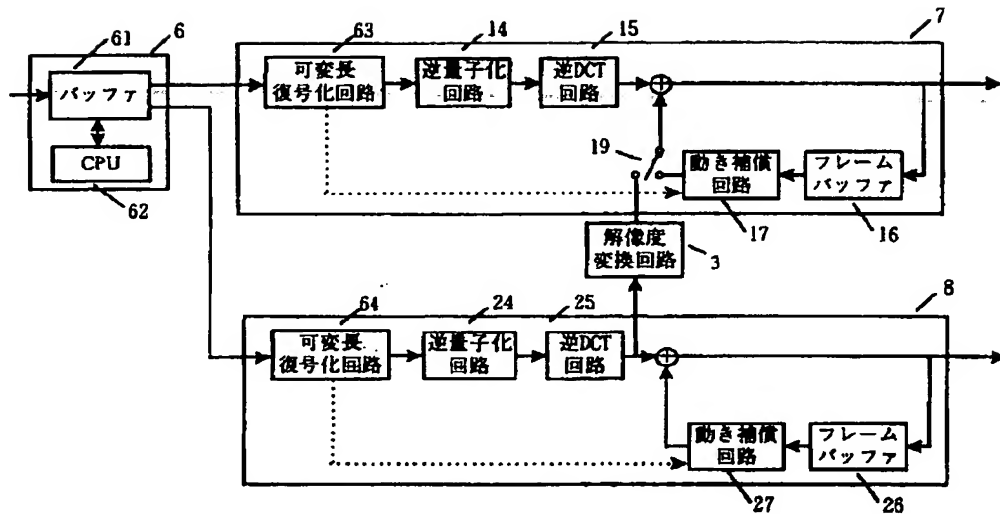 61
6
バッファ
CPU
62
63
14
15
7
可変長
復号化回路
逆量子化
回路
逆DCT
回路
19
動き補償
回路
フレーム
バッファ
17
16
解像度
変換回路
3
64
24
25
8
可変長
復号化回路
逆量子化
回路
逆DCT
回路
動き補償
回路
フレーム
バッファ
27
26